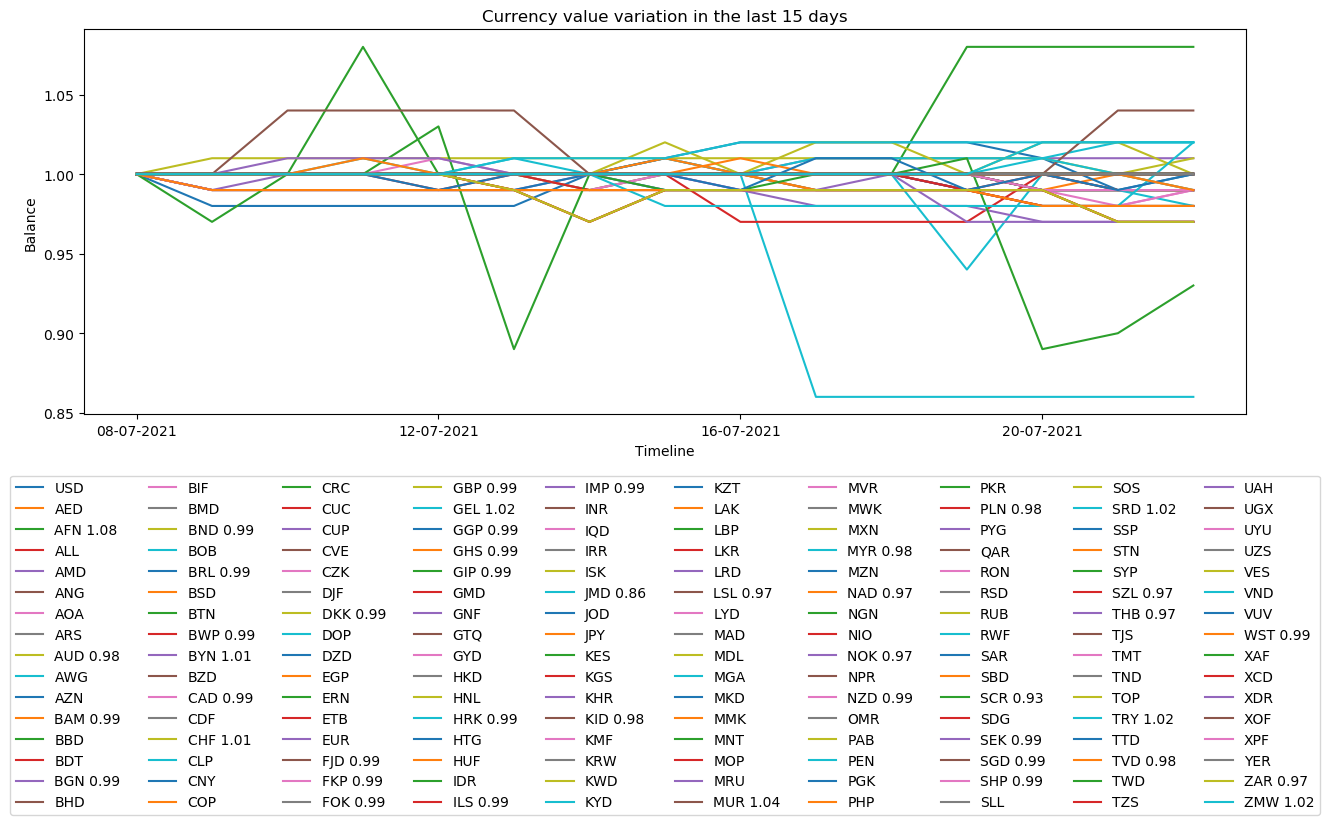 Currency value variation in the last 15 days
1.05
1.00
0.95
0.90
0.85
Balance
08-07-2021 12-07-2021 16-07-2021 20-07-2021
Timeline
USD
AED
AFN 1.08
ALL
AMD
ANG
AOA
ARS
AUD 0.98
AWG
AZN
BAM 0.99
BBD
BDT
BGN 0.99
BHD
BIF
BMD
BND 0.99
BOB
BRL 0.99
BSD
BTN
BWP 0.99
BYN 1.01
BZD
CAD 0.99
CDF
CHF 1.01
CLP
CNY
COP
CRC
CUC
CUP
CVE
CZK
DJF
DKK 0.99
DOP
DZD
EGP
ERN
ETB
EUR
FJD 0.99
FKP 0.99
FOK 0.99
GBP 0.99
GEL 1.02
GGP 0.99
GHS 0.99
GIP 0.99
GMD
GNF
GTQ
GYD
HKD
HNL
HRK 0.99
HTG
HUF
IDR
ILS 0.99
IMP 0.99
INR
IQD
IRR
ISK
JMD 0.86
JOD
JPY
KES
KGS
KHR
KID 0.98
KMF
KRW
KWD
KYD
KZT
LAK
LBP
LKR
LRD
LSL 0.97
LYD
MAD
MDL
MGA
MKD
MMK
MNT
MOP
MRU
MUR 1.04
MVR
MWK
MXN
MYR 0.98
MZN
NAD 0.97
NGN
NIO
NOK 0.97
NPR
NZD 0.99
OMR
PAB
PEN
PGK
PHP
PKR
PLN 0.98
PYG
QAR
RON
RSD
RUB
RWF
SAR
SBD
SCR 0.93
SDG
SEK 0.99
SGD 0.99
SHP 0.99
SLL
SOS
SRD 1.02
SSP
STN
SYP
SZL 0.97
THB 0.97
TJS
TMT
TND
TOP
TRY 1.02
TTD
TVD 0.98
TWD
TZS
UAH
UGX
UYU
UZS
VES
VND
VUV
WST 0.99
XAF
XCD
XDR
XOF
XPF
YER
ZAR 0.97
ZMW 1.02